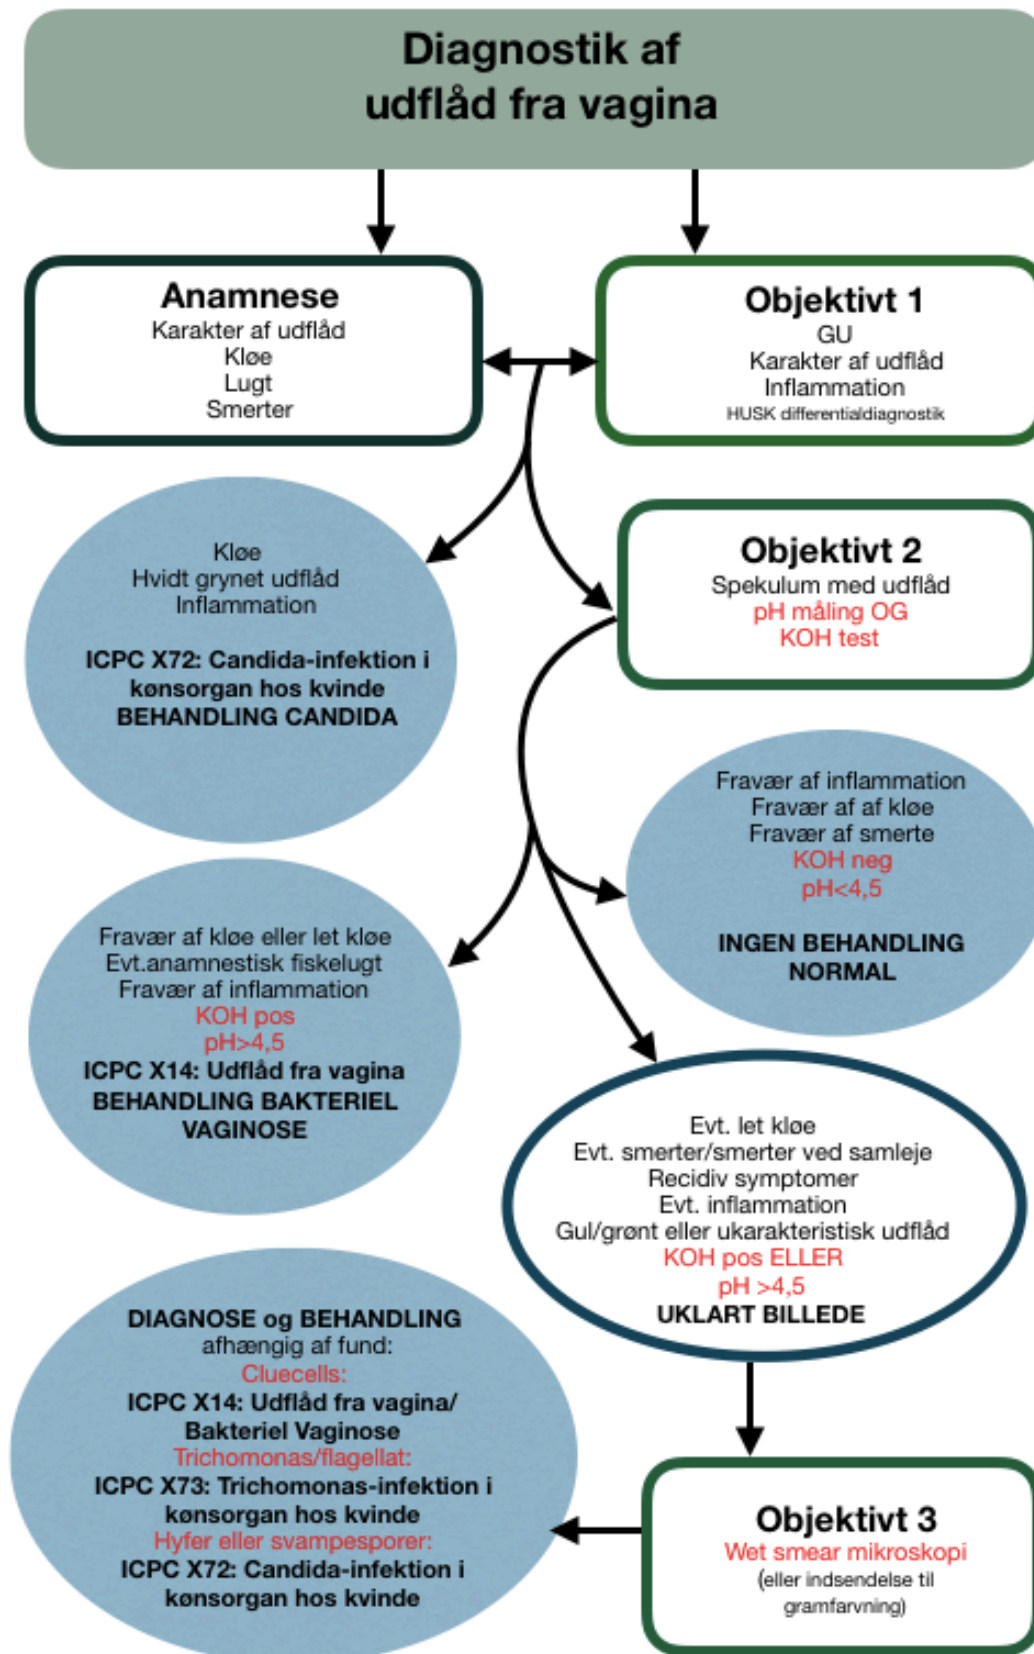 Diagnostik af
udflåd fra vagina
Anamnese
Karakter af udflåd
Kløe
Lugt
Smerter
Objektivt 1
GU
Karakter af udflåd
Inflammation
HUSK differentialdiagnostik
Kløe
Hvidt grynet udflåd
Inflammation
ICPC X72: Candida-infektion i
kønsorgan hos kvinde
BEHANDLING CANDIDA
Objektivt 2
Spekulum med udflåd
pH måling OG
KOH test
Fravær af inflammation
Fravær af af kløe
Fravær af smerte
KOH neg
pH<4,5
INGEN BEHANDLING
NORMAL
Fravær af kløe eller let kløe
Evt.anamnestisk fiskelugt
Fravær af inflammation
KOH pos
pH>4,5
ICPC X14: Udflåd fra vagina
BEHANDLING BAKTERIEL
VAGINOSE
Evt. let kløe
Evt. smerter/smerter ved samleje
Recidiv symptomer
Evt. inflammation
Gul/grønt eller ukarakteristisk udflåd
KOH pos ELLER
pH >4,5
UKLART BILLEDE
DIAGNOSE og BEHANDLING
afhængig af fund:
Cluecells:
ICPC X14: Udflåd fra vagina/
Bakteriel Vaginose
Trichomonas/flagellat:
ICPC X73: Trichomonas-infektion i
kønsorgan hos kvinde
Hyfer eller svampesporer:
ICPC X72: Candida-infektion i
kønsorgan hos kvinde
Objektivt 3
Wet smear mikroskopi
(eller indsendelse til
gramfarvning)